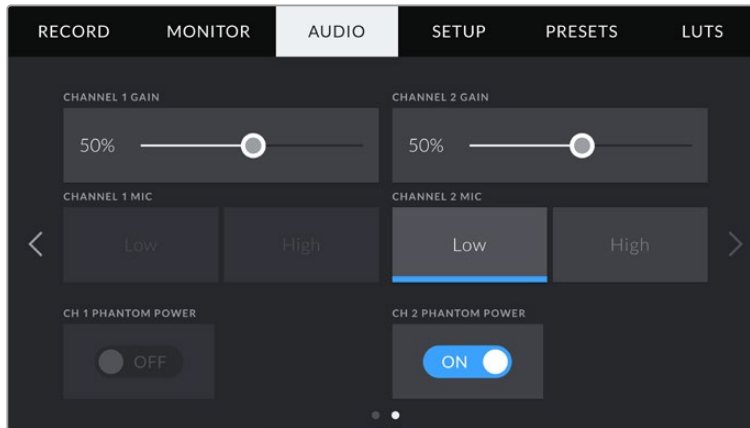 RECORD MONITOR AUDIO SETUP PRESETS LUTS
CHANNEL 1 GAIN CHANNEL 2 GAIN
50% 50%
CHANNEL 1 MIC CHANNEL 2 MIC
Low High Low High
CH 1 PHANTOM POWER CH 2 PHANTOM POWER
OFF ON